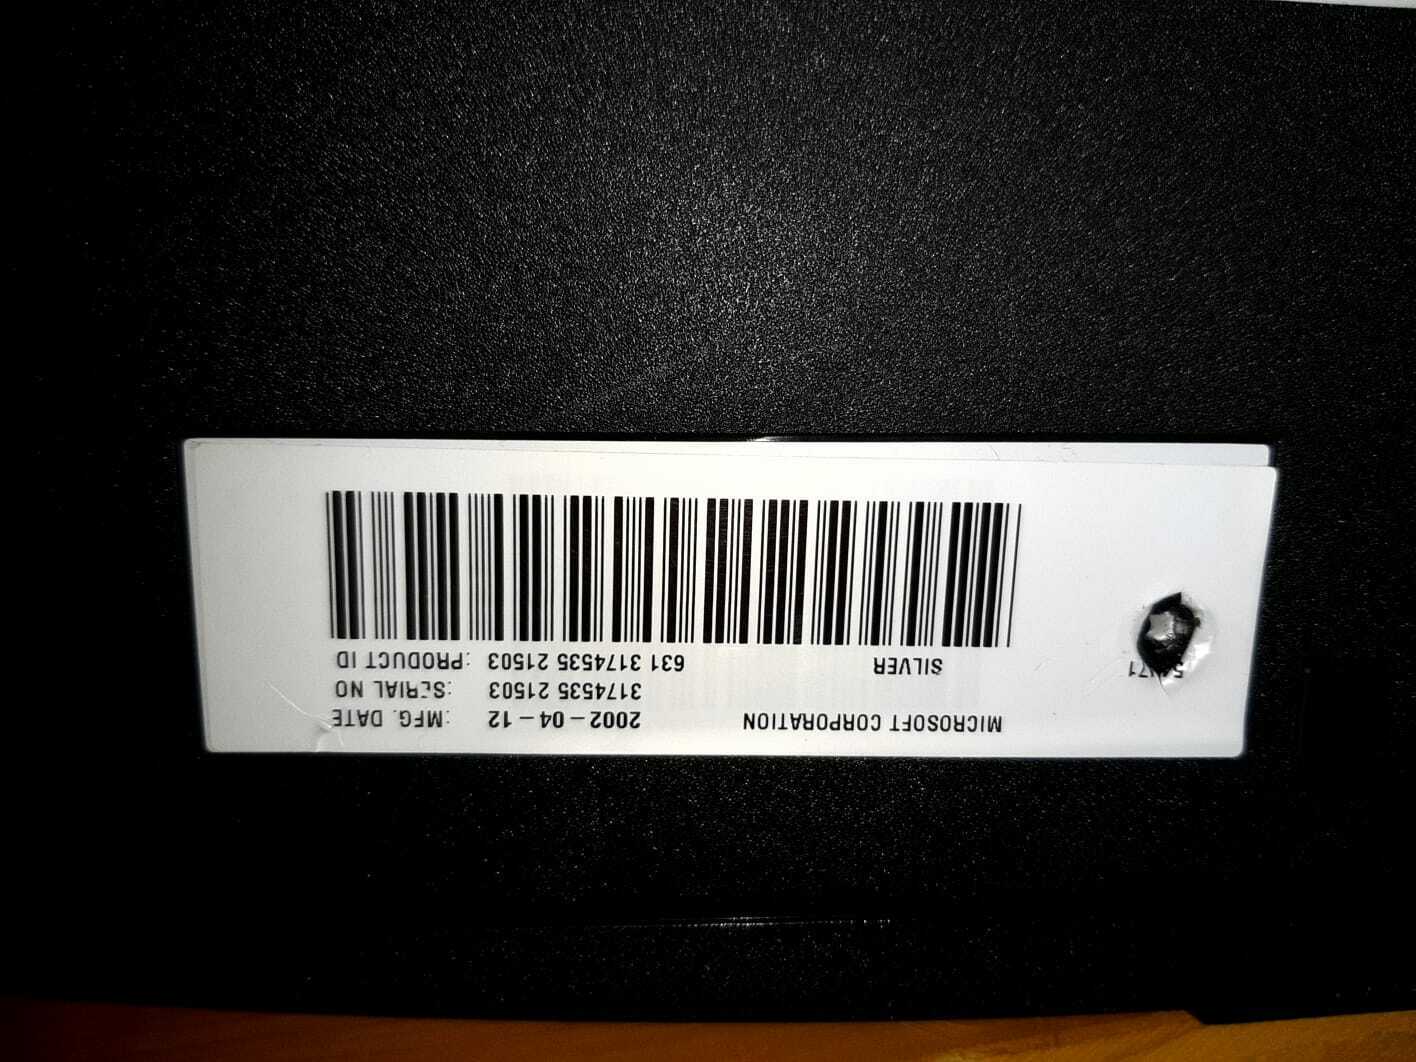 MICROSOFT CORPORATION 2002-04-12 :MFG. DATE
3174535 21503 :SERIAL NO
SILVER 631 3174535 21503 :PRODUCT ID